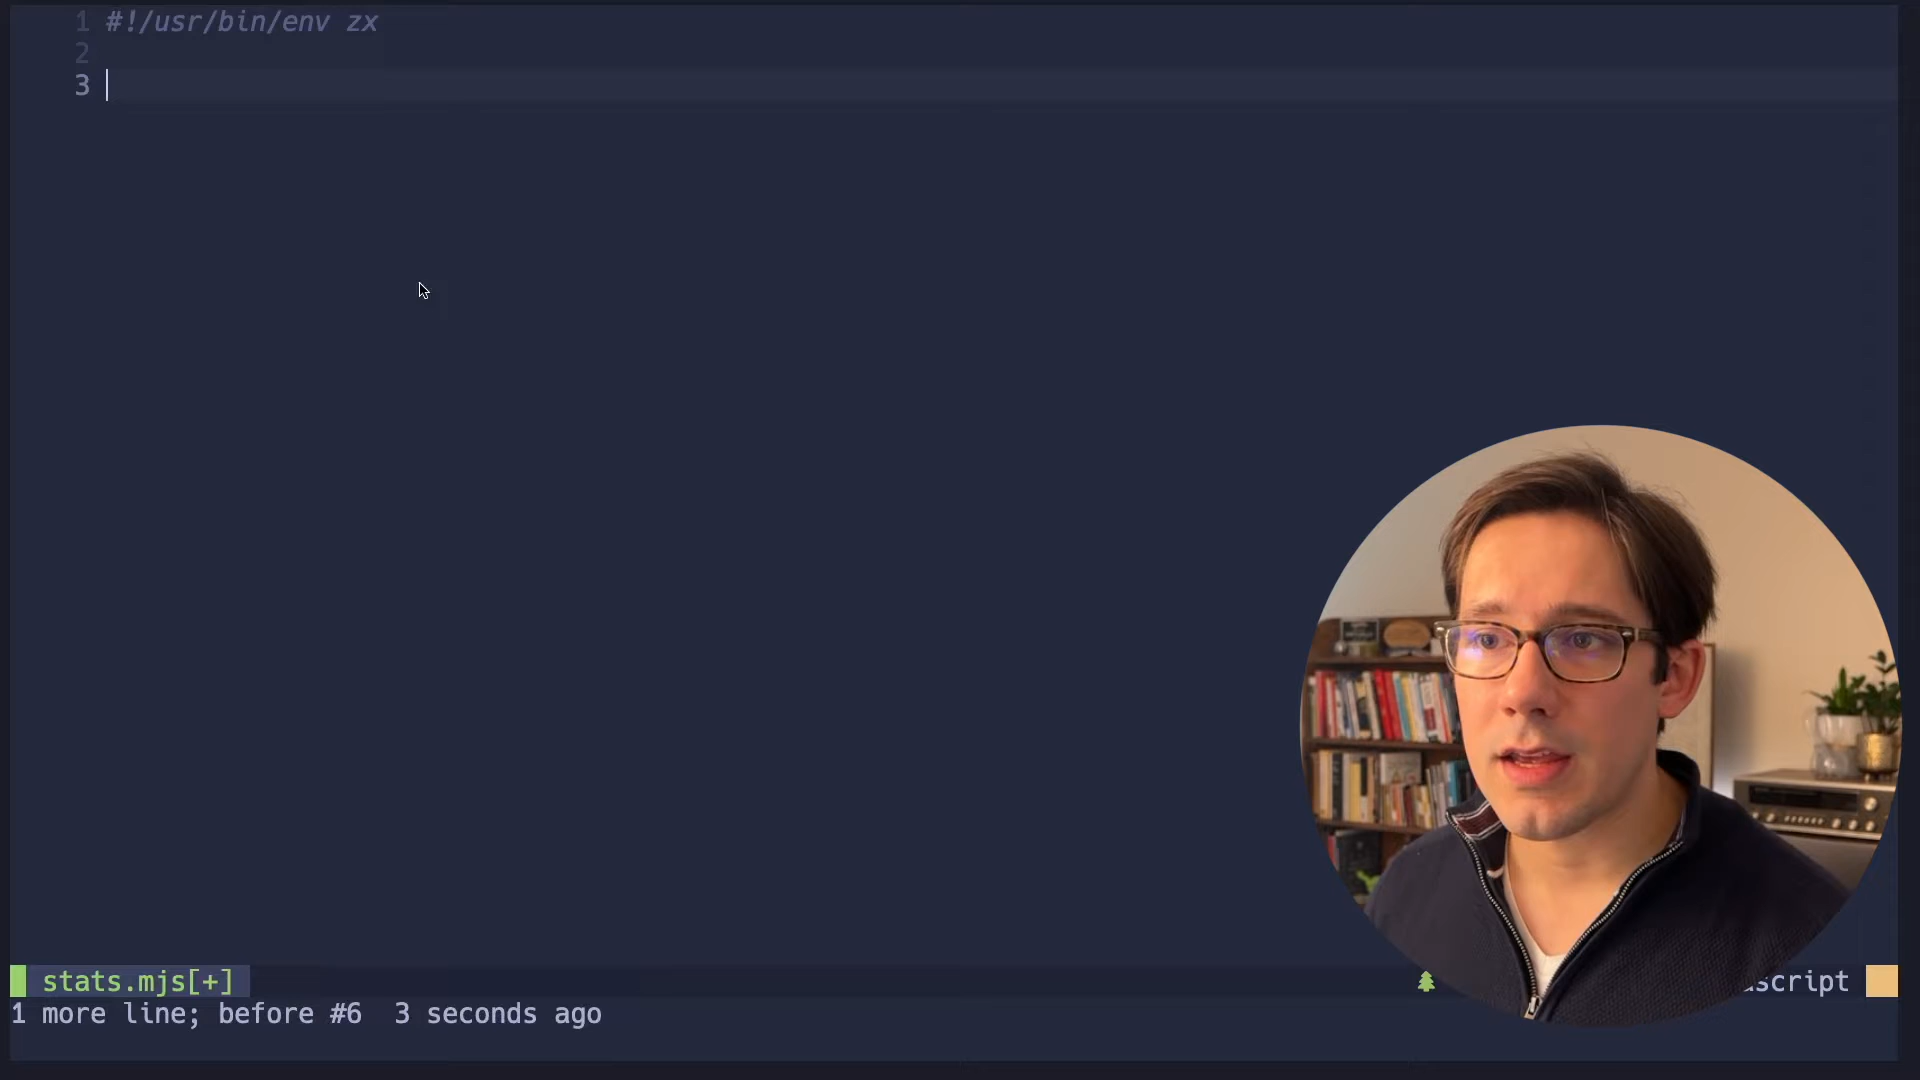 1 #!/usr/bin/env zx
2
3
stats.mjs[+]
script
1 more line; before #6 3 seconds ago